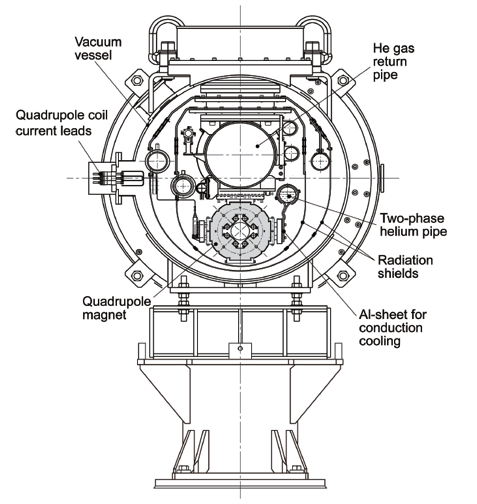 Vacuum
vessel
He gas
return
pipe
Quadrupole coil
current leads
Two-phase
helium pipe
Radiation
shields
Quadrupole
magnet
Al-sheet for
conduction
cooling